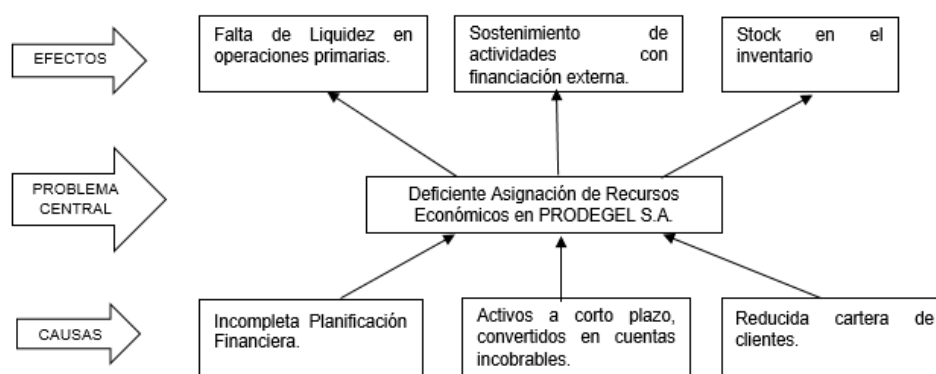 EFECTOS
Falta de Liquidez en
operaciones primarias.
Sostenimiento de
actividades con
financiación externa.
Stock en el
inventario
PROBLEMA
CENTRAL
Deficiente Asignación de Recursos
Económicos en PRODEGEL S.A.
CAUSAS
Incompleta Planificación
Financiera.
Activos a corto plazo,
convertidos en cuentas
incobrables.
Reducida cartera de
clientes.